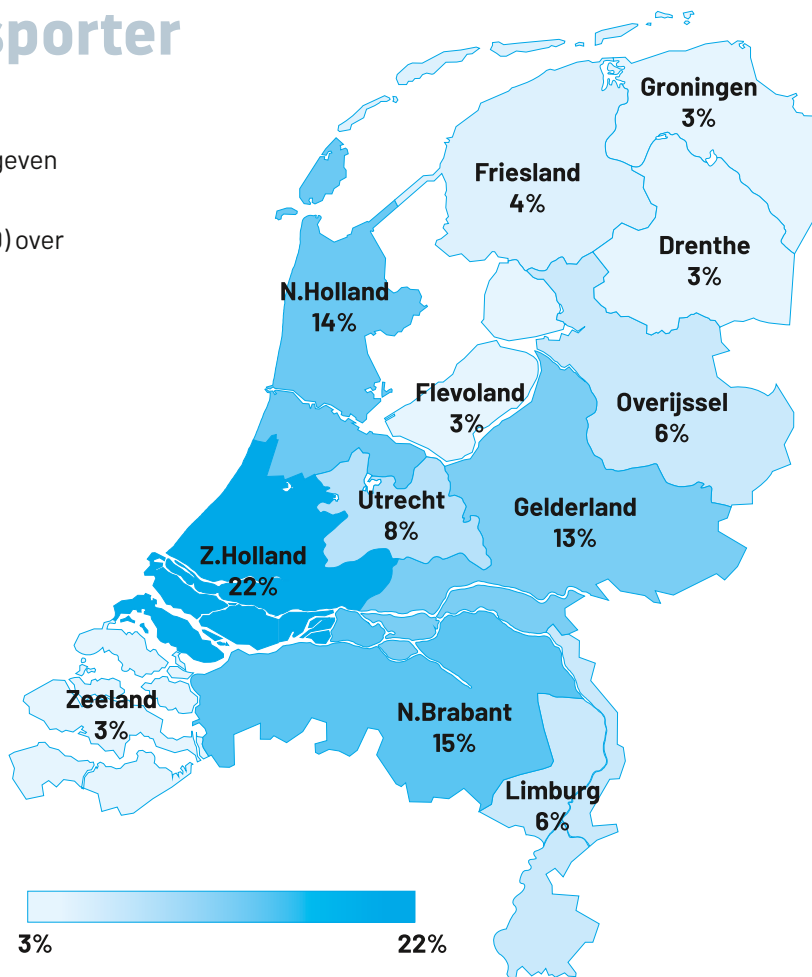 sporter
geven
) over
Groningen
3%
Friesland
4%
Drenthe
3%
N.Holland
14%
Flevoland
3%
Overijssel
6%
Utrecht
8%
Gelderland
13%
Z.Holland
22%
Zeeland
3%
N.Brabant
15%
Limburg
6%
3%
22%